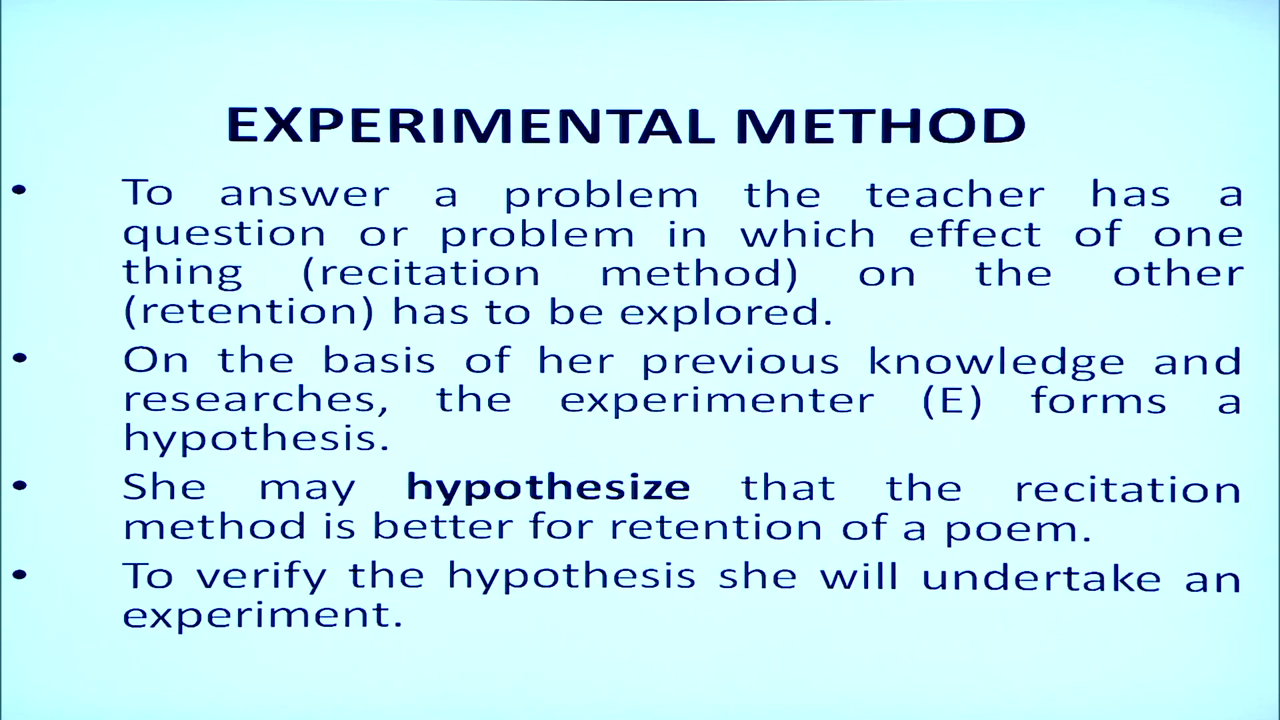 EXPERIMENTAL METHOD
• To answer a problem the teacher has a
question or problem in which effect of one
thing (recitation method) on the other
(retention) has to be explored.
• On the basis of her previous knowledge and
researches, the experimenter (E) forms a
hypothesis.
• She may hypothesize that the recitation
method is better for retention of a poem.
• To verify the hypothesis she will undertake an
experiment.